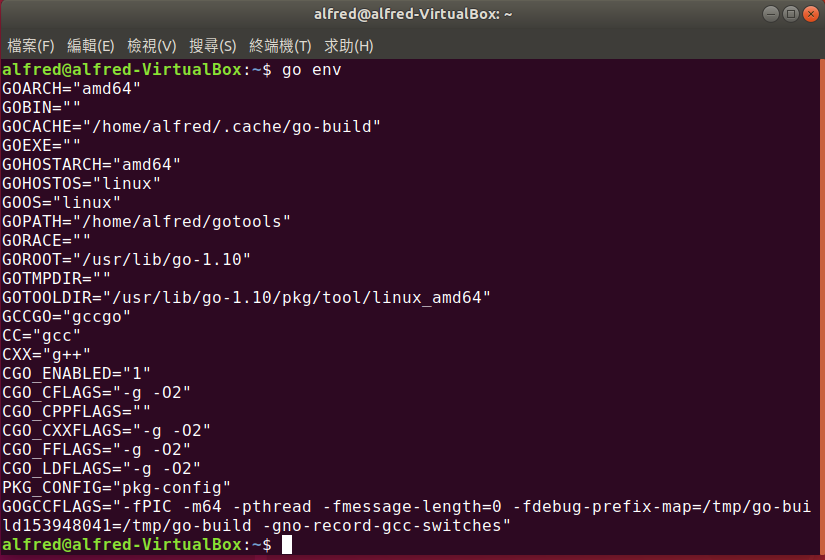 alfred@alfred-VirtualBox: ~
檔案(F) 編輯(E) 檢視(V) 搜尋(S) 終端機(T) 求助(H)
alfred@alfred-VirtualBox:~$ go env
GOARCH="amd64"
GOBIN=""
GOCACHE="/home/alfred/.cache/go-build"
GOEXE=""
GOHOSTARCH="amd64"
GOHOSTOS="linux"
GOOS="linux"
GOPATH="/home/alfred/gotools"
GORACE=""
GOROOT="/usr/lib/go-1.10"
GOTMPDIR=""
GOTOOLDIR="/usr/lib/go-1.10/pkg/tool/linux_amd64"
GCCGO="gccgo"
CC="gcc"
CXX="g++"
CGO_ENABLED="1"
CGO_CFLAGS="-g -O2"
CGO_CPPFLAGS=""
CGO_CXXFLAGS="-g -O2"
CGO_FFLAGS="-g -O2"
CGO_LDFLAGS="-g -O2"
PKG_CONFIG="pkg-config"
GOGCCFLAGS="-fPIC -m64 -pthread -fmessage-length=0 -fdebug-prefix-map=/tmp/go-bui
ld153948041=/tmp/go-build -gno-record-gcc-switches"
alfred@alfred-VirtualBox:~$